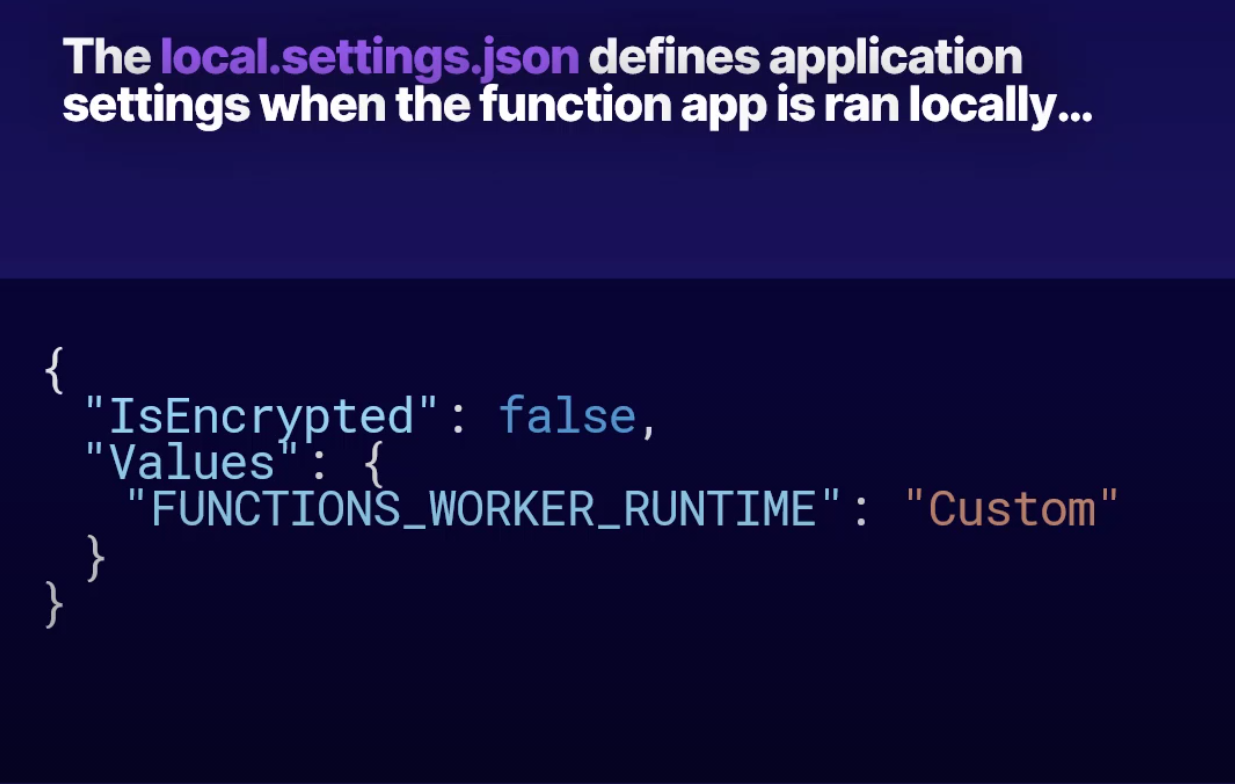 The local.settings.json defines application
settings when the function app is ran locally...
{
"IsEncrypted": false,
"Values": {
"FUNCTIONS_WORKER_RUNTIME": "Custom"
}
}